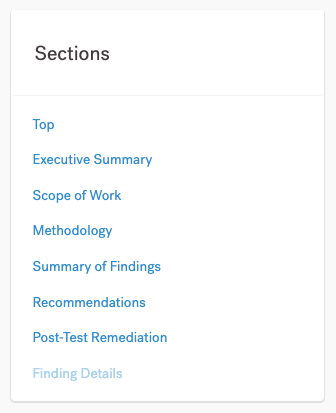 Sections
Top
Executive Summary
Scope of Work
Methodology
Summary of Findings
Recommendations
Post-Test Remediation
Finding Details